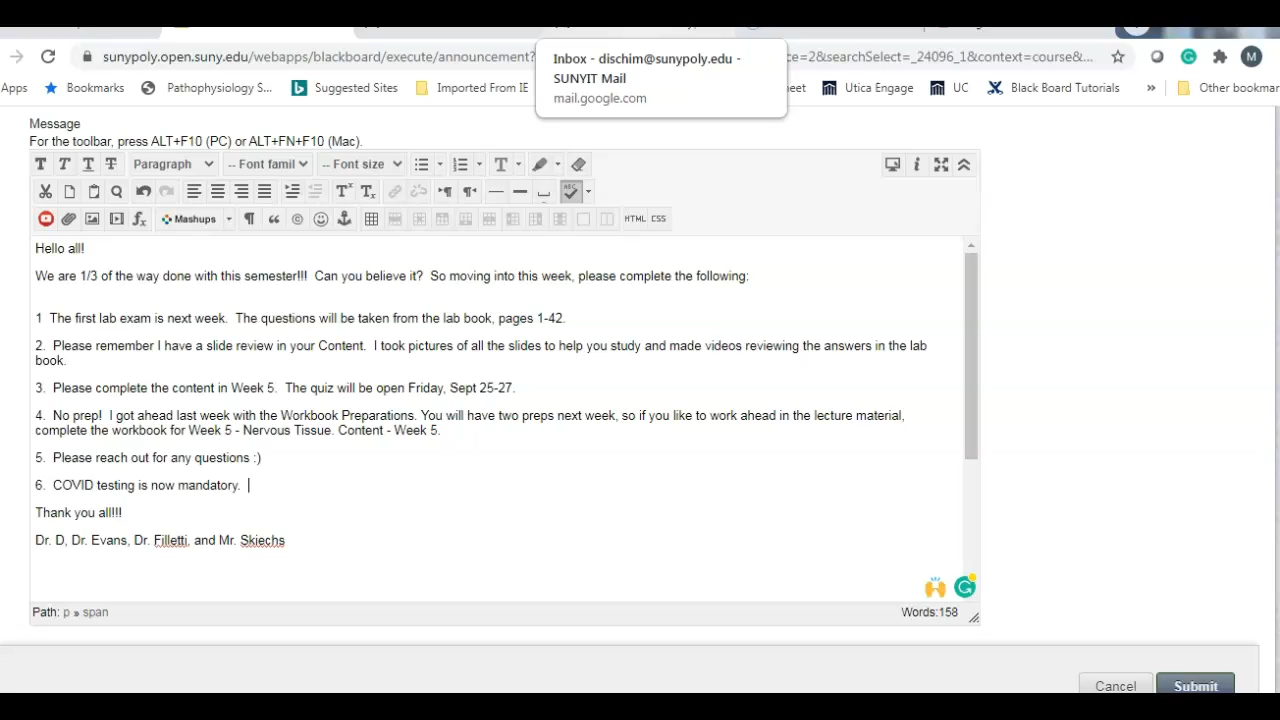 sunypoly.open.suny.edu/webapps/blackboard/execute/announcement?
ce=2&searchSelect=_24096_1&context=course&...
M
Inbox - dischim@sunypoly.edu -
SUNYIT Mail
mail.google.com
Apps
Bookmarks
Pathophysiology S...
Suggested Sites
Imported From IE
eet
Utica Engage
UC
Black Board Tutorials
»
Other bookmar
Message
For the toolbar, press ALT+F10 (PC) or ALT+FN+F10 (Mac).
T T T T Paragraph -- Font famil -- Font size T
Tx Tx ABC
fx Mashups ¶ “ © HTML CSS
Hello all!
We are 1/3 of the way done with this semester!!!  Can you believe it?  So moving into this week, please complete the following:
1  The first lab exam is next week.  The questions will be taken from the lab book, pages 1-42.
2.  Please remember I have a slide review in your Content.  I took pictures of all the slides to help you study and made videos reviewing the answers in the lab
book.
3.  Please complete the content in Week 5.  The quiz will be open Friday, Sept 25-27.
4.  No prep!  I got ahead last week with the Workbook Preparations. You will have two preps next week, so if you like to work ahead in the lecture material,
complete the workbook for Week 5 - Nervous Tissue. Content - Week 5.
5.  Please reach out for any questions :)
6.  COVID testing is now mandatory.
Thank you all!!!
Dr. D, Dr. Evans, Dr. Filletti, and Mr. Skiechs
Path: p » span
Words:158
Cancel
Submit